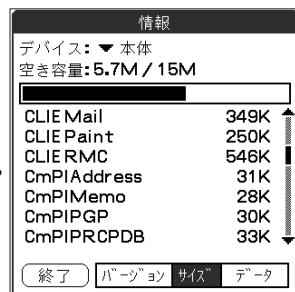 情報
デバイス: ▼ 本体
空き容量: 5.7M / 15M
CLIE Mail 349K
CLIE Paint 250K
CLIE RMC 546K
CmPIAddress 31K
CmPIMemo 28K
CmPIPGP 30K
CmPIPRCPDB 33K
終了 バージョン サイズ データ